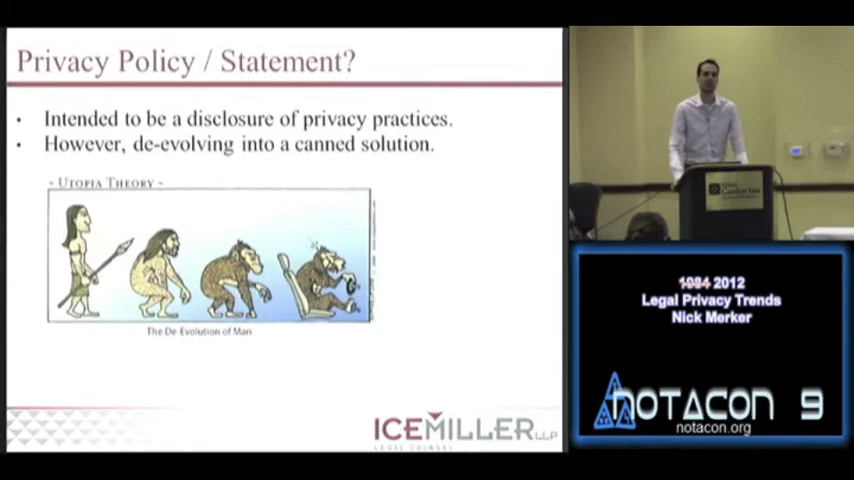 Privacy Policy / Statement?
• Intended to be a disclosure of privacy practices.
• However, de-evolving into a canned solution.
- UTOPIA THEORY -
The De-Evolution of Man
ICEMILLER LLP
LEGAL COUNSEL
Garden Inn
1984 2012
Legal Privacy Trends
Nick Merker
NOTACON 9
notacon.org